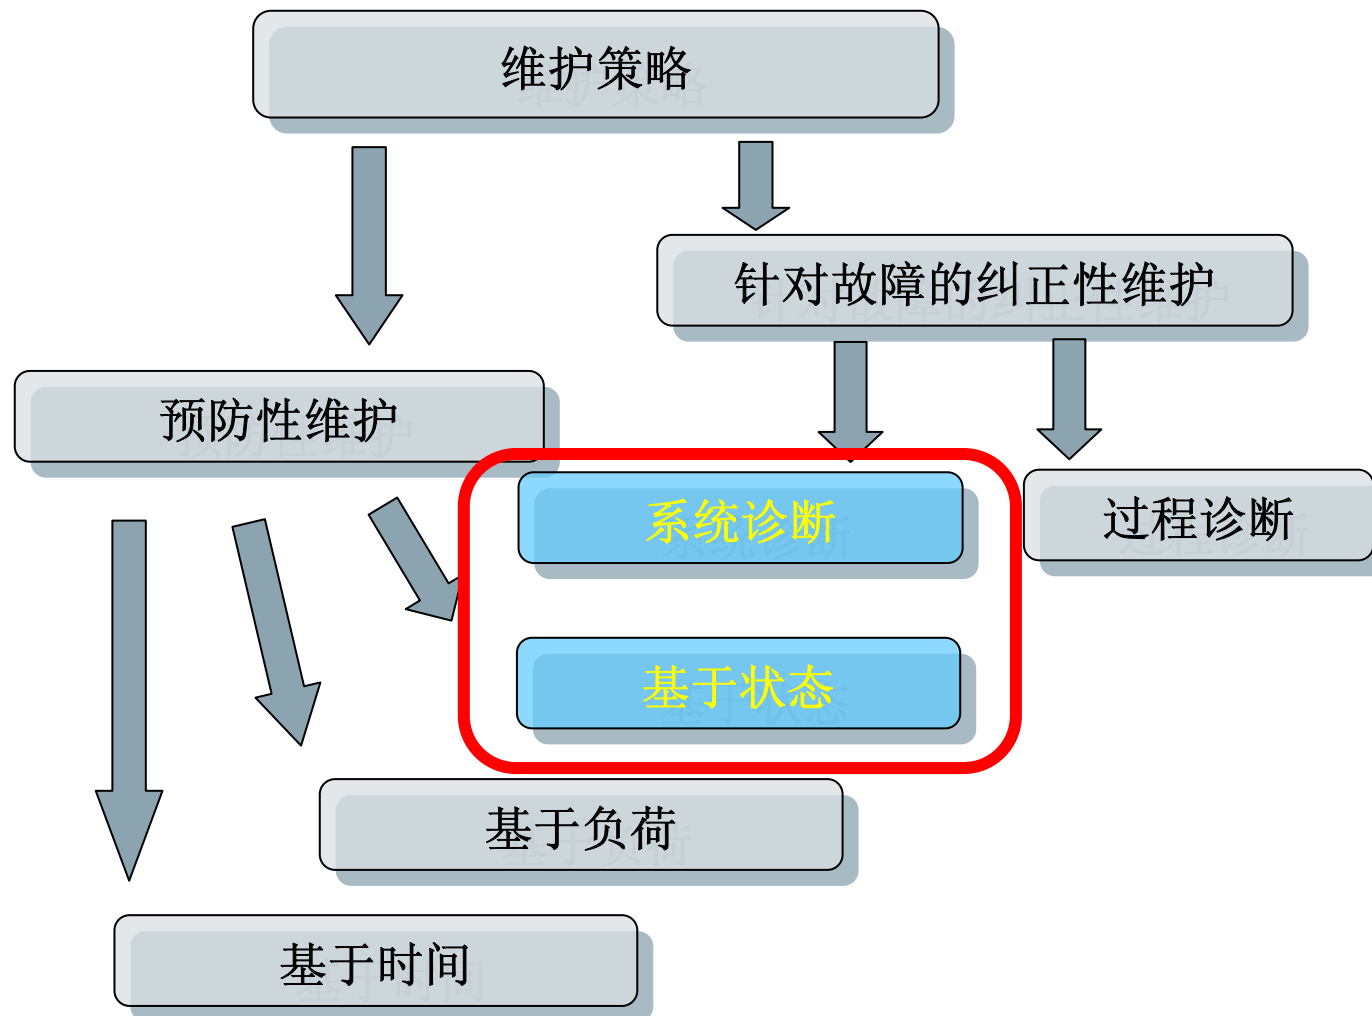 维护策略
针对故障的纠正性维护
预防性维护
系统诊断
过程诊断
基于状态
基于负荷
基于时间